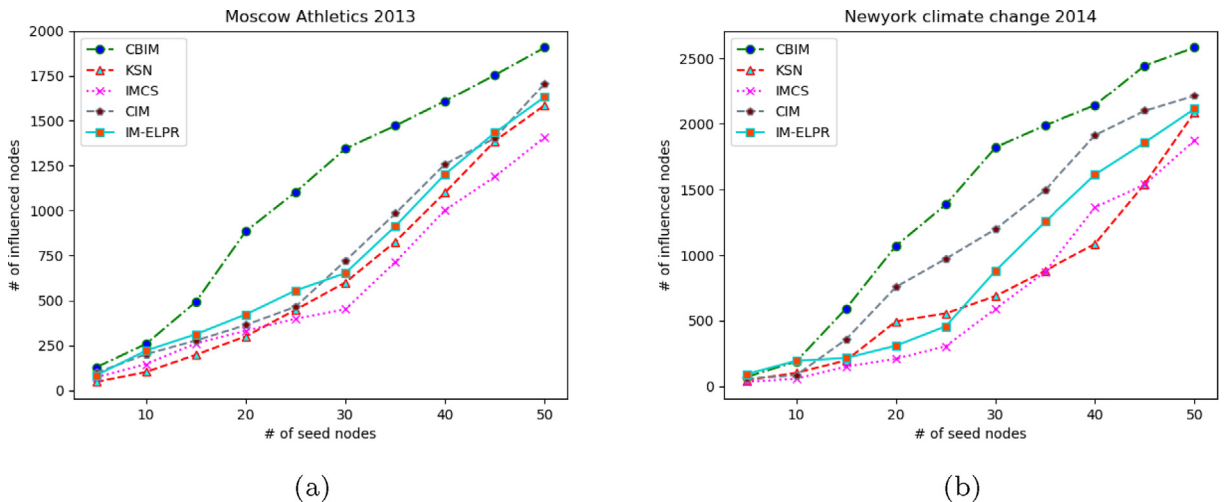 Moscow Athletics 2013
2000
1750
1500
1250
1000
750
500
250
0
# of influenced nodes
CBIM
KSN
IMCS
CIM
IM-ELPR
10
20
30
40
50
# of seed nodes
(a)
Newyork climate change 2014
2500
2000
1500
1000
500
0
# of influenced nodes
CBIM
KSN
IMCS
CIM
IM-ELPR
10
20
30
40
50
# of seed nodes
(b)